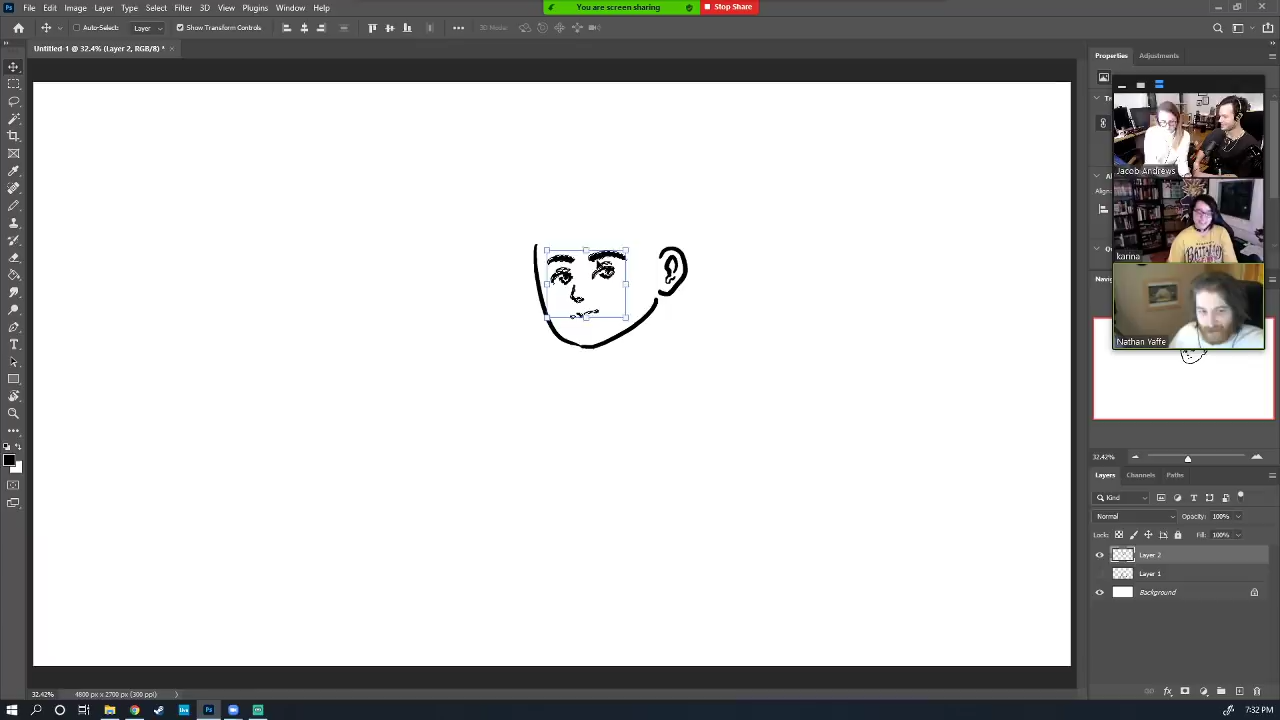 File Edit Image Layer Type Select Filter 3D View Plugins Window Help
You are screen sharing
Stop Share
Auto-Select: Layer
Show Transform Controls
3D Mode:
Untitled-1 @ 32.4% (Layer 2, RGB/8) *
Properties Adjustments
Jacob Andrews
karina
Nathan Yaffe
Align
32.42%
Layers Channels Paths
Kind
Normal Opacity: 100%
Lock: Fill: 100%
Layer 2
Layer 1
Background
32.42% 4800 px x 2700 px (300 ppi)
7:32 PM